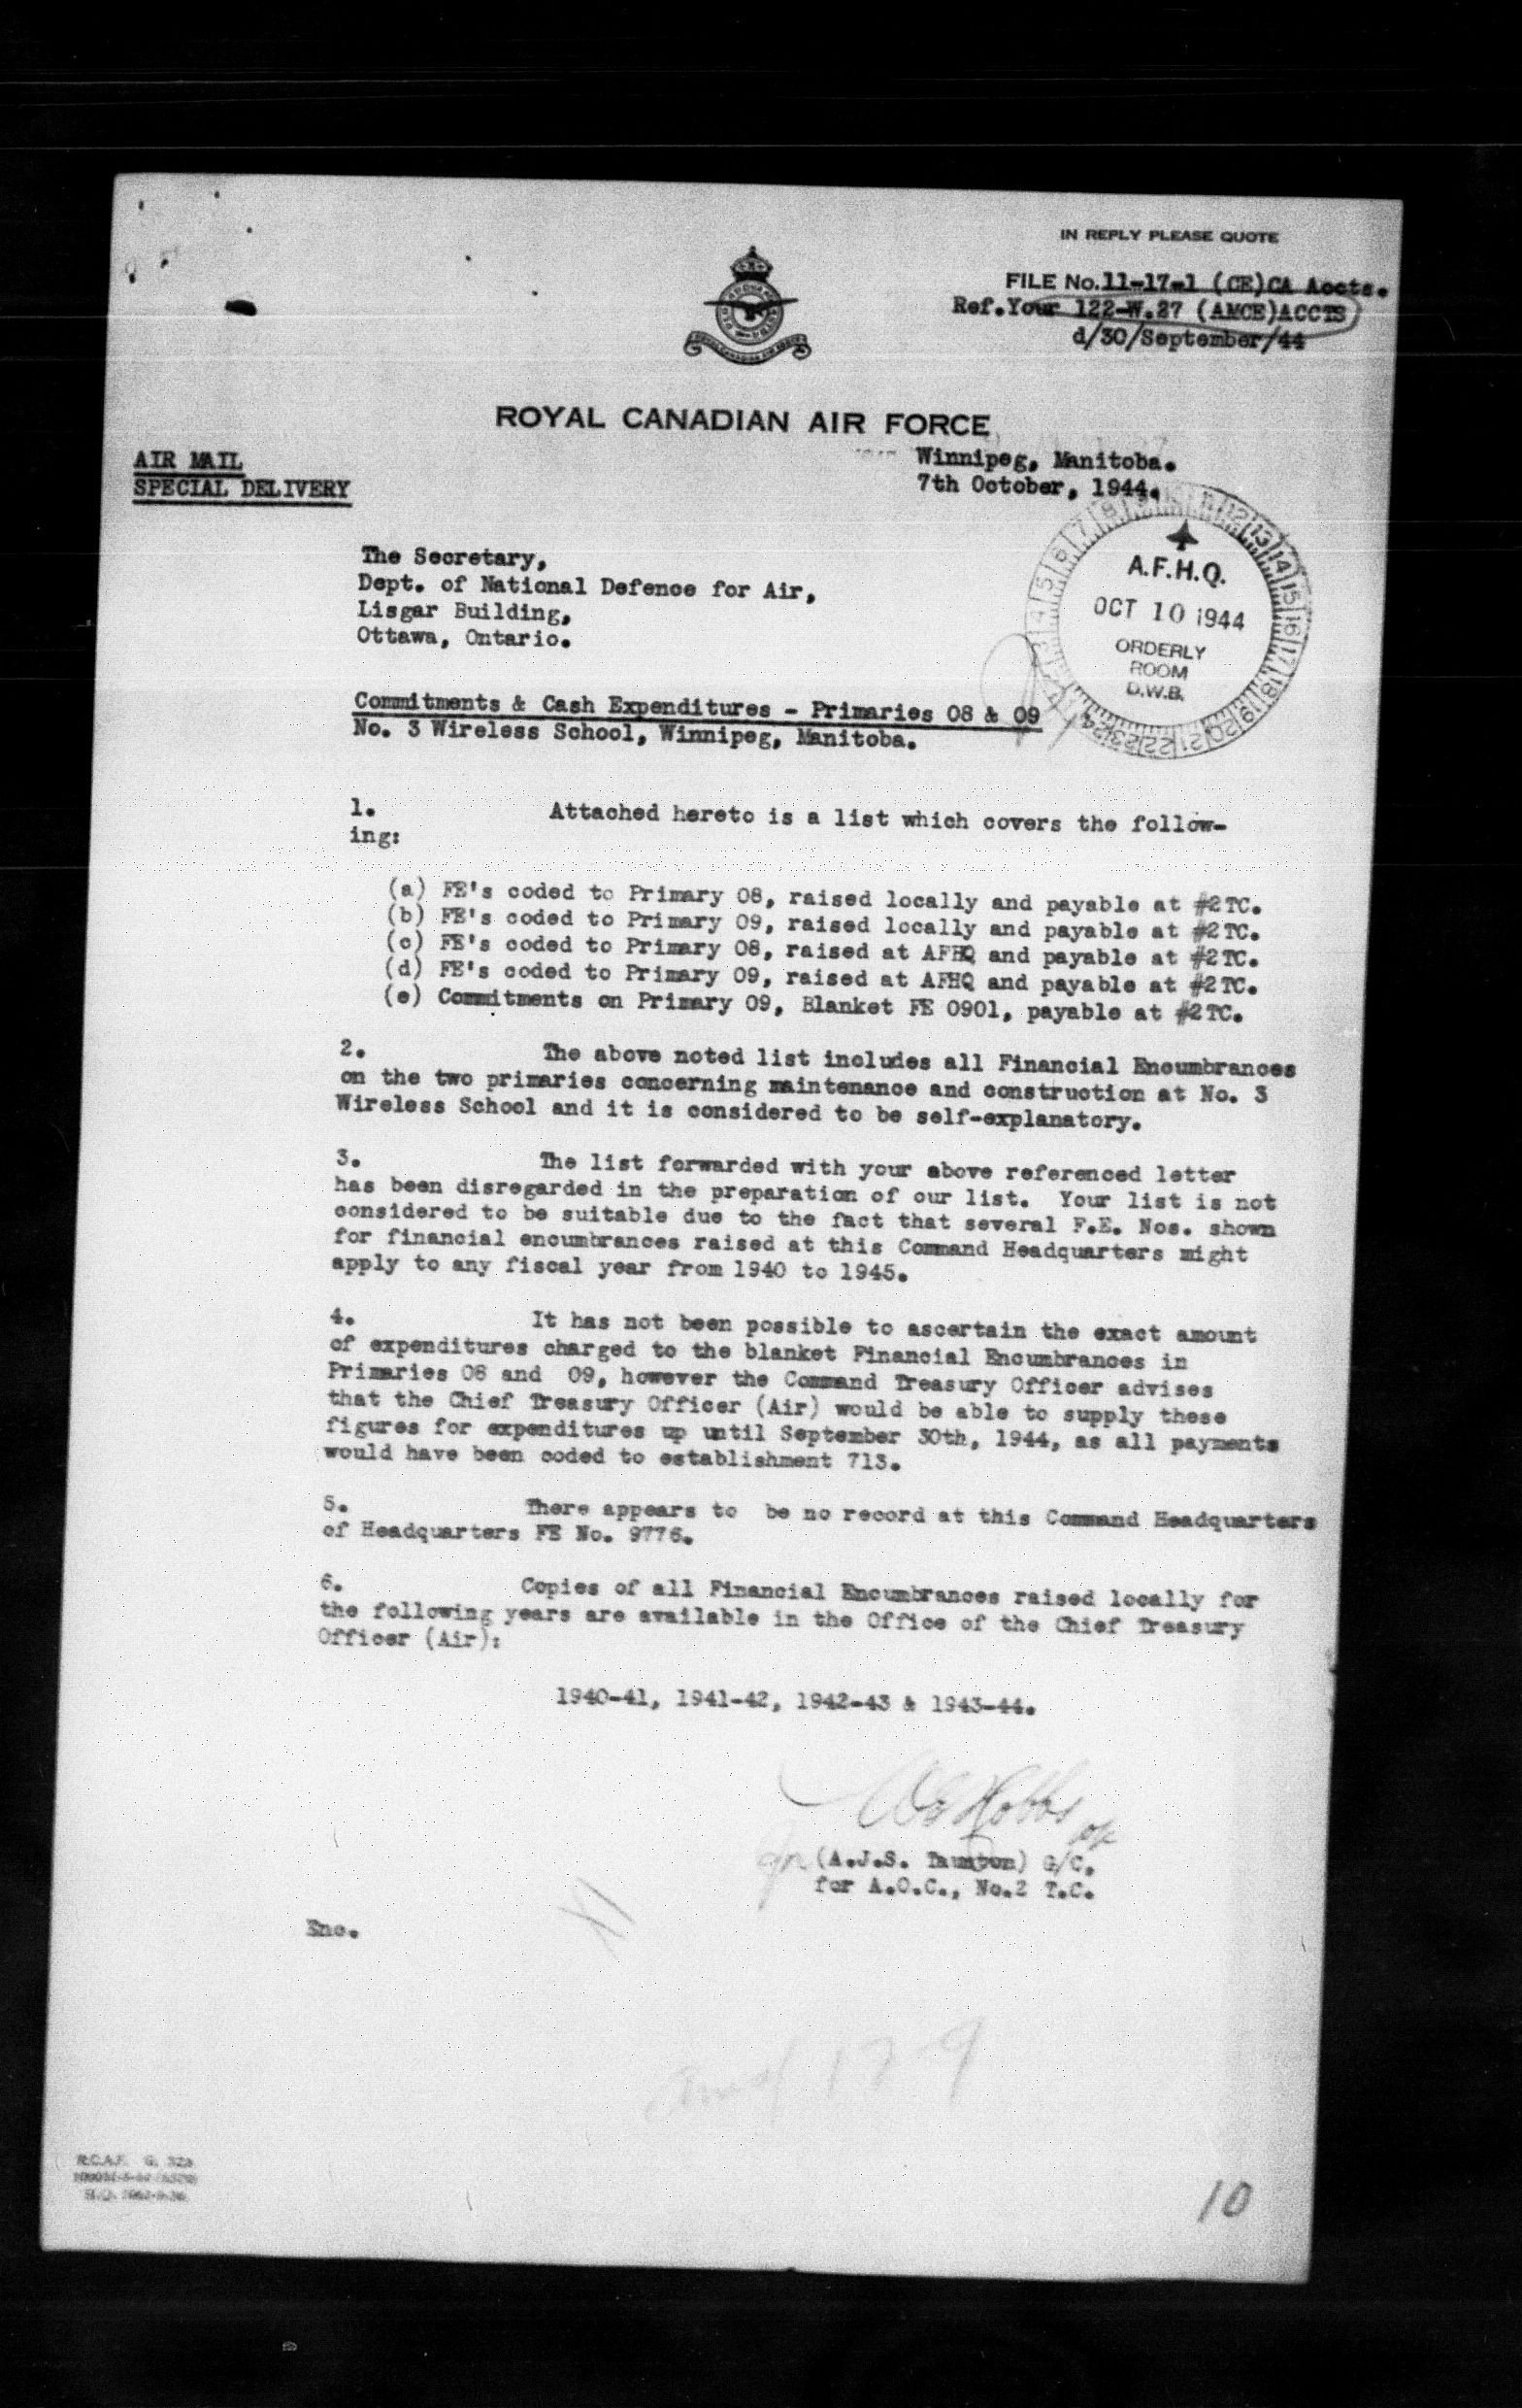 IN REPLY PLEASE QUOTE
FILE No.11-17-1 (CE)CA Accts.
Ref.Your 122-W.27 (AMCE)ACCTS
d/30/September/44
ROYAL CANADIAN AIR FORCE
AIR MAIL
SPECIAL DELIVERY
Winnipeg, Manitoba.
7th October, 1944.
The Secretary,
Dept. of National Defence for Air,
Lisgar Building,
Ottawa, Ontario.
A.F.H.Q.
OCT 10 1944
ORDERLY
ROOM
D.W.B.
Commitments & Cash Expenditures - Primaries 08 & 09
No. 3 Wireless School, Winnipeg, Manitoba.
1. Attached hereto is a list which covers the follow-
ing:
(a) FE's coded to Primary 08, raised locally and payable at #2TC.
(b) FE's coded to Primary 09, raised locally and payable at #2TC.
(c) FE's coded to Primary 08, raised at AFHQ and payable at #2TC.
(d) FE's coded to Primary 09, raised at AFHQ and payable at #2TC.
(e) Commitments on Primary 09, Blanket FE 0901, payable at #2TC.
2. The above noted list includes all Financial Encumbrances
on the two primaries concerning maintenance and construction at No. 3
Wireless School and it is considered to be self-explanatory.
3. The list forwarded with your above referenced letter
has been disregarded in the preparation of our list. Your list is not
considered to be suitable due to the fact that several F.E. Nos. shown
for financial encumbrances raised at this Command Headquarters might
apply to any fiscal year from 1940 to 1945.
4. It has not been possible to ascertain the exact amount
of expenditures charged to the blanket Financial Encumbrances in
Primaries 08 and 09, however the Command Treasury Officer advises
that the Chief Treasury Officer (Air) would be able to supply these
figures for expenditures up until September 30th, 1944, as all payments
would have been coded to establishment 713.
5. There appears to be no record at this Command Headquarters
of Headquarters FE No. 9776.
6. Copies of all Financial Encumbrances raised locally for
the following years are available in the Office of the Chief Treasury
Officer (Air):
1940-41, 1941-42, 1942-43 & 1943-44.
(A.J.S. Taunton) G/C.
for A.O.C., No.2 T.C.
Enc.
R.C.A.F. G. 32a
10